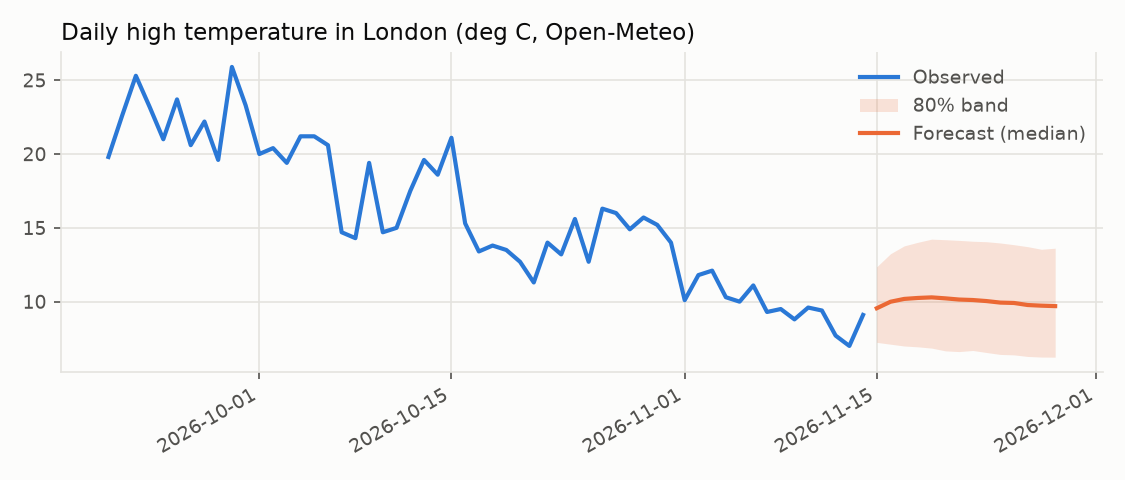 Daily high temperature in London (deg C, Open-Meteo)
Observed
80% band
Forecast (median)
25
20
15
10
2026-10-01
2026-10-15
2026-11-01
2026-11-15
2026-12-01